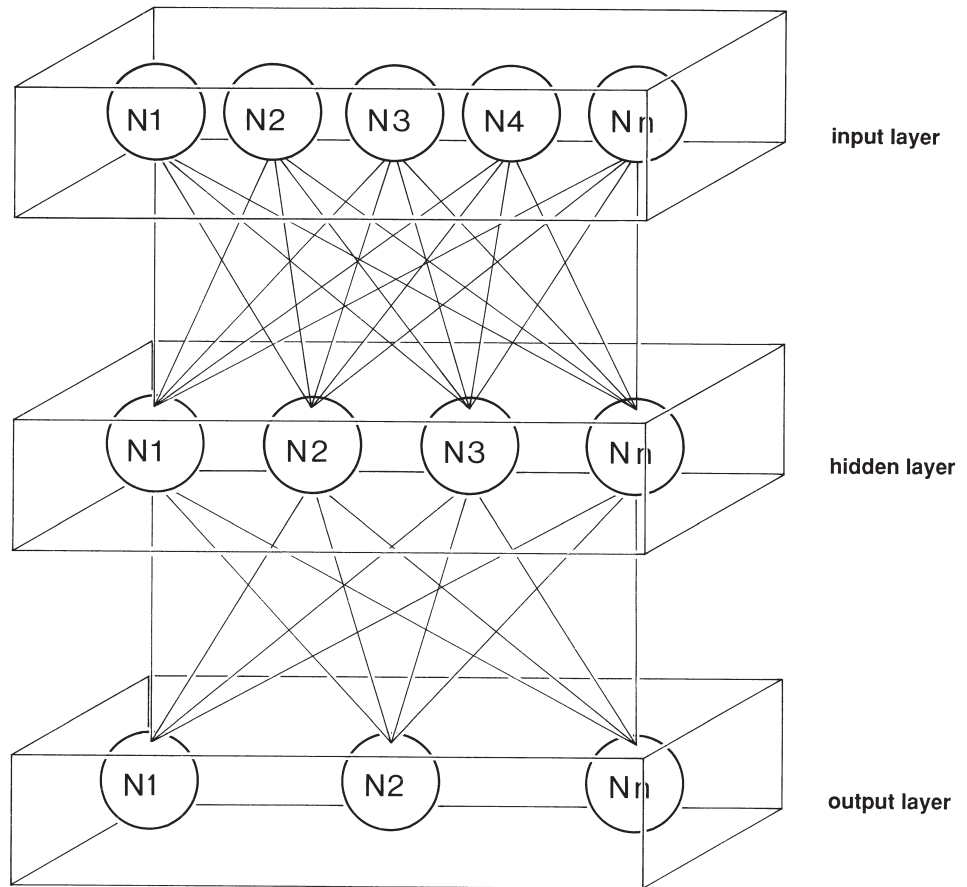 N1 N2 N3 N4 Nn
input layer
N1 N2 N3 Nn
hidden layer
N1 N2 Nn
output layer